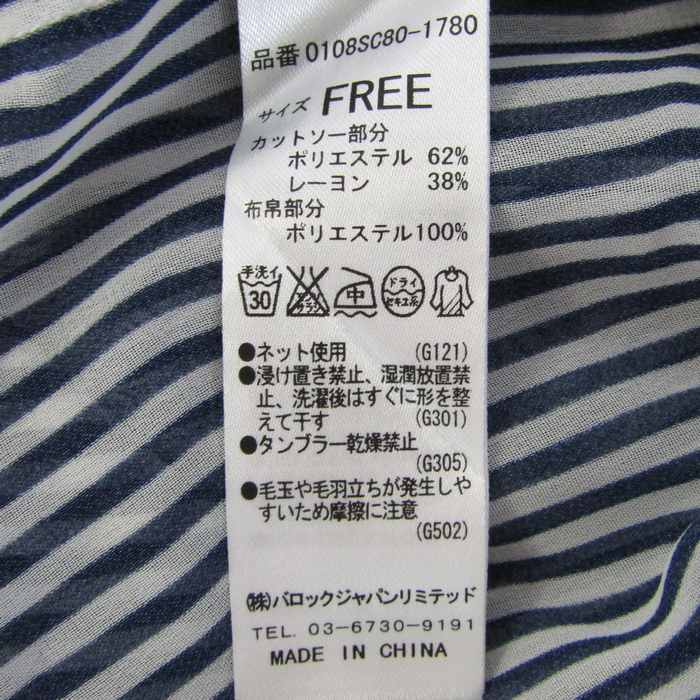 品番 0108SC80-1780
サイズ FREE
カットソー部分
ポリエステル 62%
レーヨン 38%
布帛部分
ポリエステル100%
手洗イ 30 エンソサラシ 中 ドライ セキユ系
●ネット使用 (G121)
●浸け置き禁止、湿潤放置禁
止、洗濯後はすぐに形を整
えて干す (G301)
●タンブラー乾燥禁止
(G305)
●毛玉や毛羽立ちが発生しや
すいため摩擦に注意
(G502)
㈱バロックジャパンリミテッド
TEL. 03-6730-9191
MADE IN CHINA